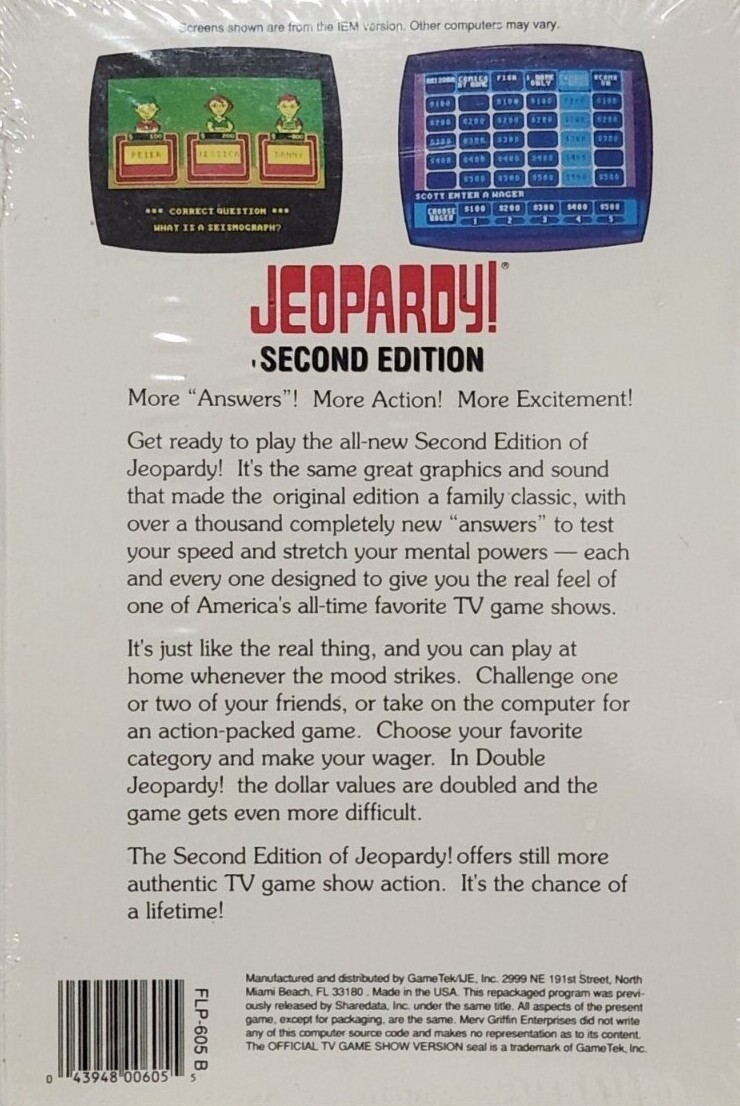 Screens shown are from the IBM version. Other computers may vary.
$ 100 $ 200 $ -800
PETER JESSICA DANNY
*** CORRECT QUESTION ***
WHAT IS A SEISMOGRAPH?
FISH
SCOTT ENTER A WAGER
CHOOSE WAGER $100 $200 $300 $400 $500
1 2 3 4 5
JEOPARDY!®
SECOND EDITION
More “Answers”! More Action! More Excitement!
Get ready to play the all-new Second Edition of
Jeopardy! It's the same great graphics and sound
that made the original edition a family classic, with
over a thousand completely new “answers” to test
your speed and stretch your mental powers — each
and every one designed to give you the real feel of
one of America's all-time favorite TV game shows.
It's just like the real thing, and you can play at
home whenever the mood strikes. Challenge one
or two of your friends, or take on the computer for
an action-packed game. Choose your favorite
category and make your wager. In Double
Jeopardy! the dollar values are doubled and the
game gets even more difficult.
The Second Edition of Jeopardy! offers still more
authentic TV game show action. It's the chance of
a lifetime!
Manufactured and distributed by GameTek/IJE, Inc. 2999 NE 191st Street, North
Miami Beach, FL 33180. Made in the USA. This repackaged program was previ-
ously released by Sharedata, Inc. under the same title. All aspects of the present
game, except for packaging, are the same. Merv Griffin Enterprises did not write
any of this computer source code and makes no representation as to its content.
The OFFICIAL TV GAME SHOW VERSION seal is a trademark of GameTek, Inc.
FLP-605 B
0 43948 00605 5